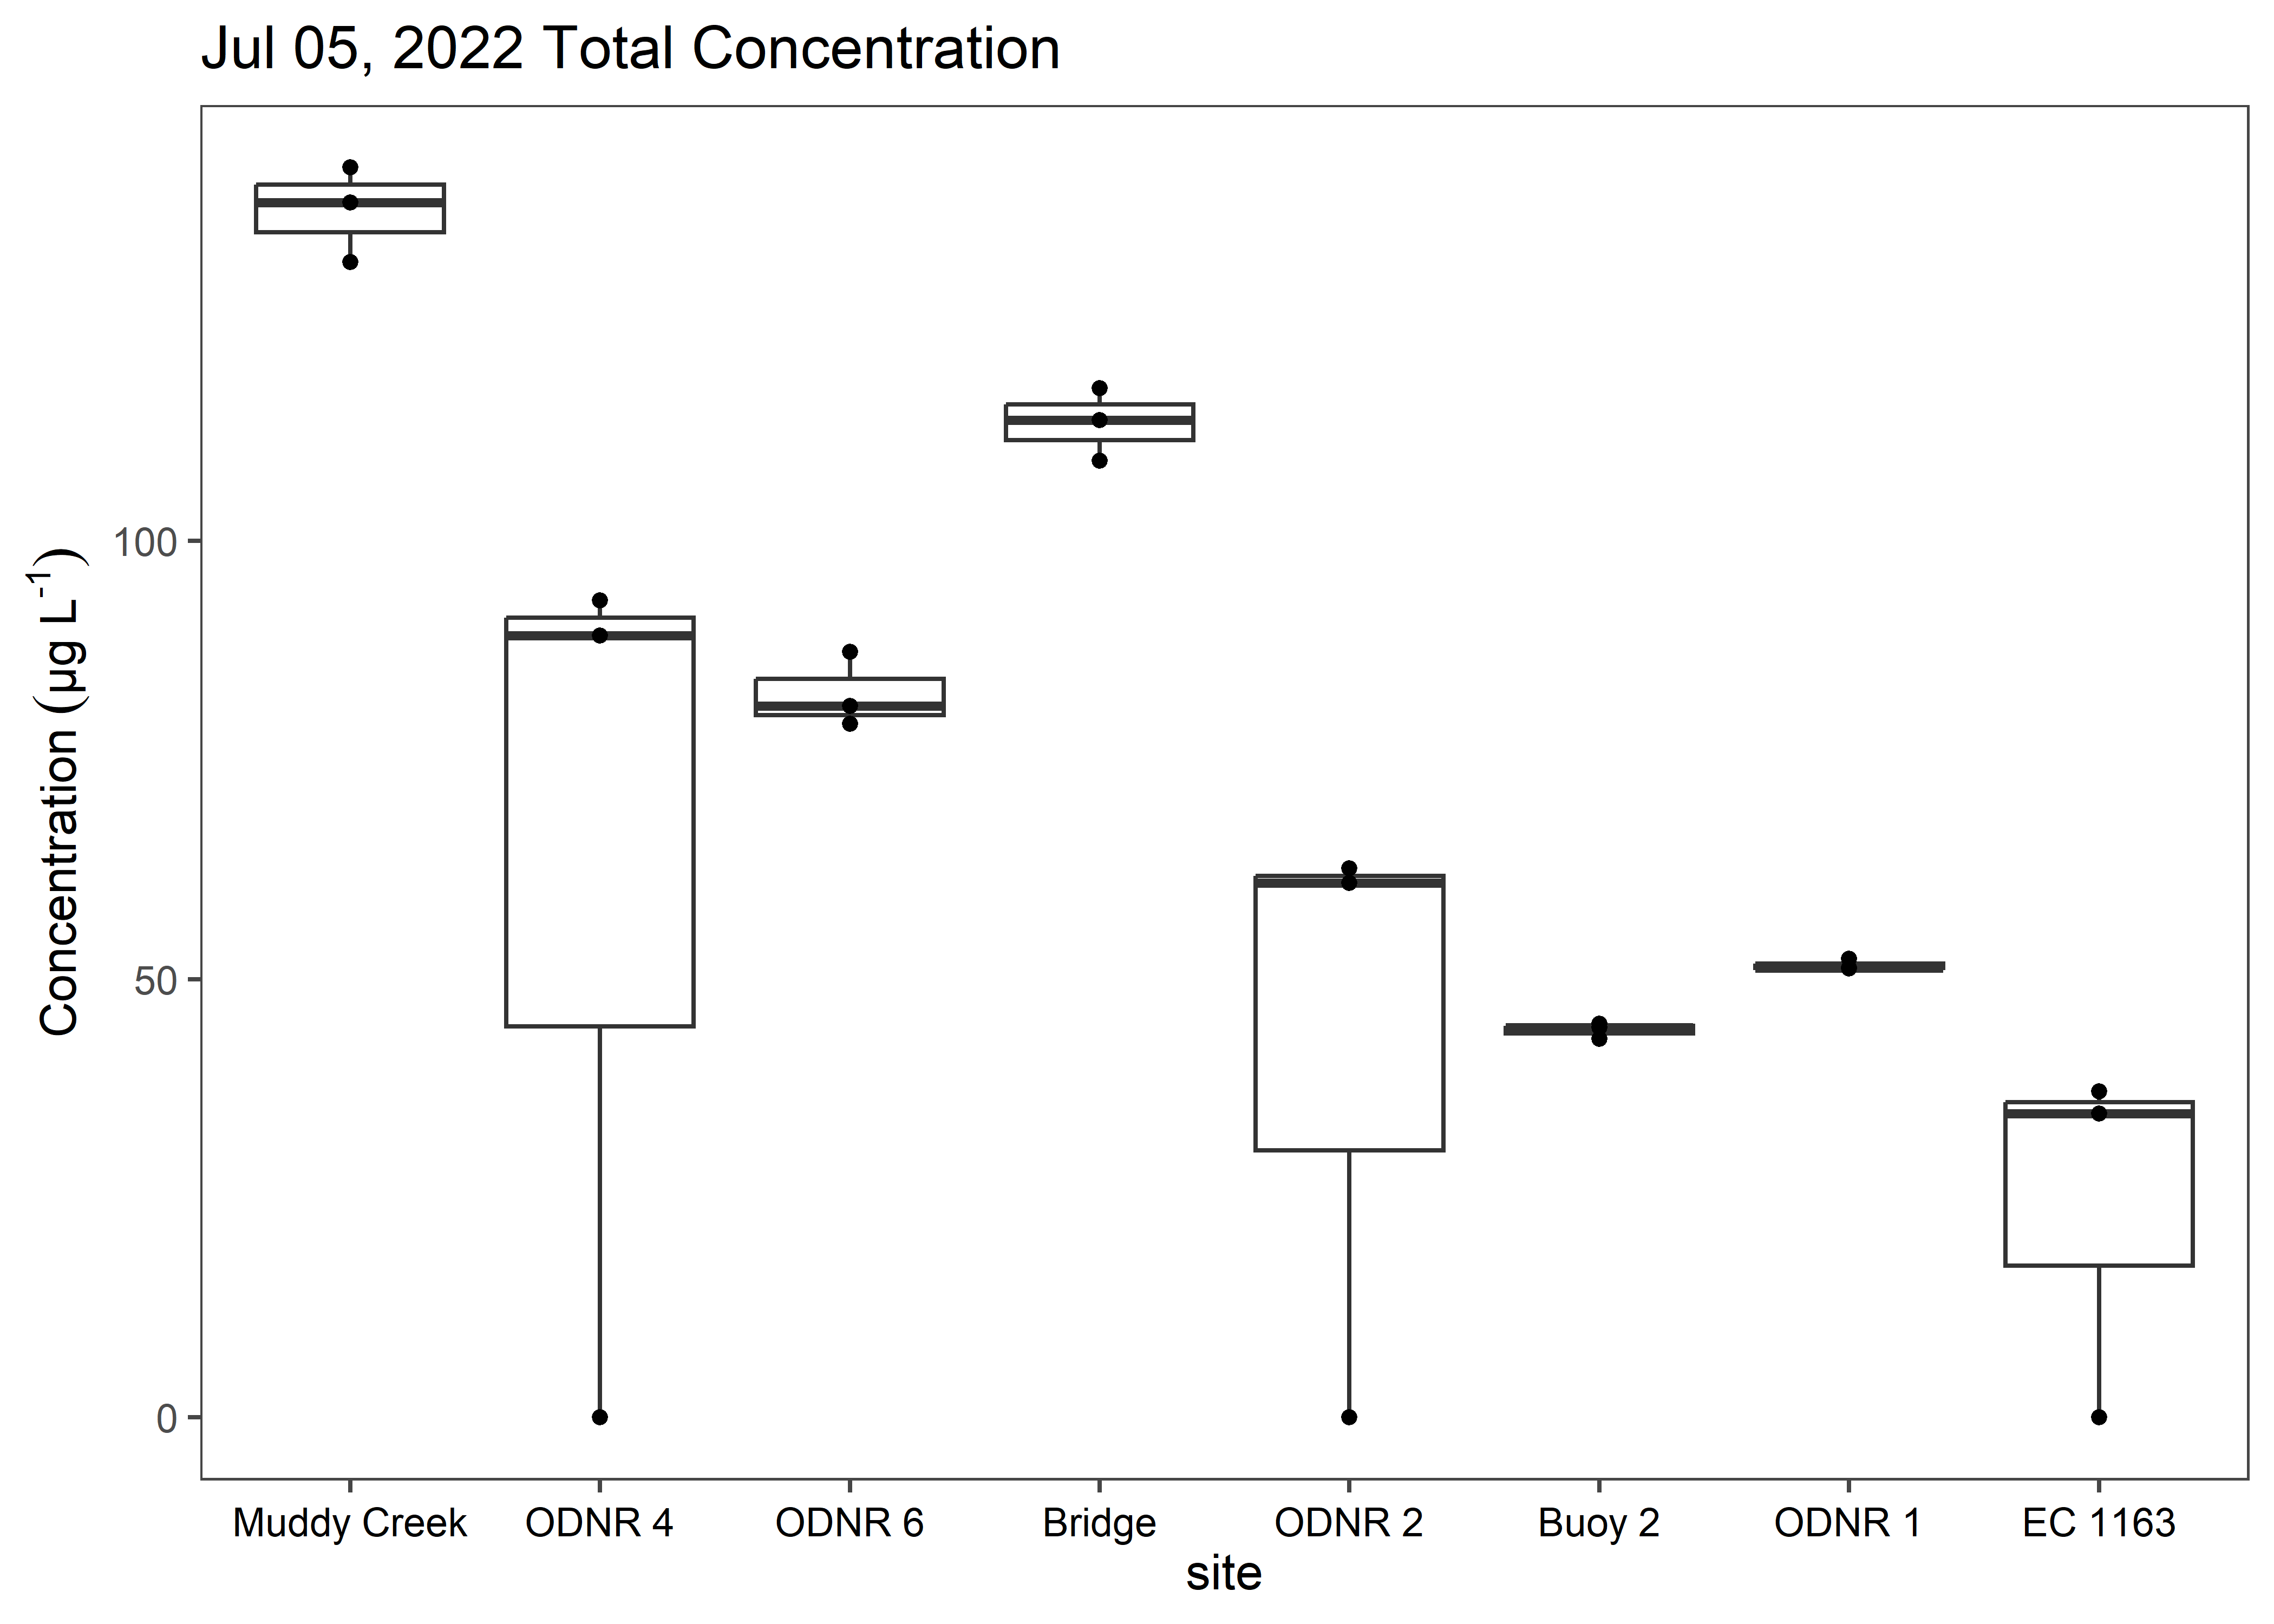 Jul 05, 2022 Total Concentration
Concentration (µg L⁻¹)
100
50
0
Muddy Creek ODNR 4 ODNR 6 Bridge ODNR 2 Buoy 2 ODNR 1 EC 1163
site